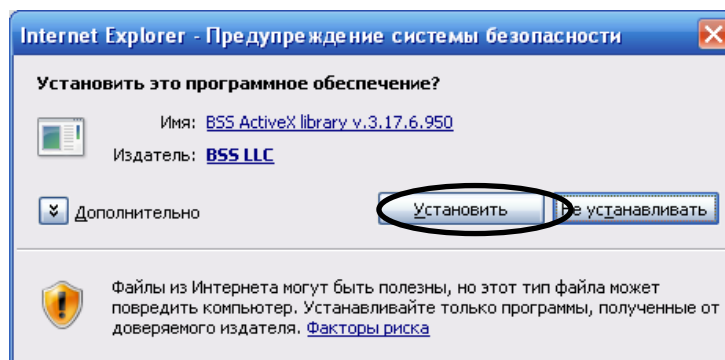 Internet Explorer - Предупреждение системы безопасности
Установить это программное обеспечение?
Имя: BSS ActiveX library v.3.17.6.950
Издатель: BSS LLC
Дополнительно
Установить
Не устанавливать
Файлы из Интернета могут быть полезны, но этот тип файла может
повредить компьютер. Устанавливайте только программы, полученные от
доверяемого издателя. Факторы риска